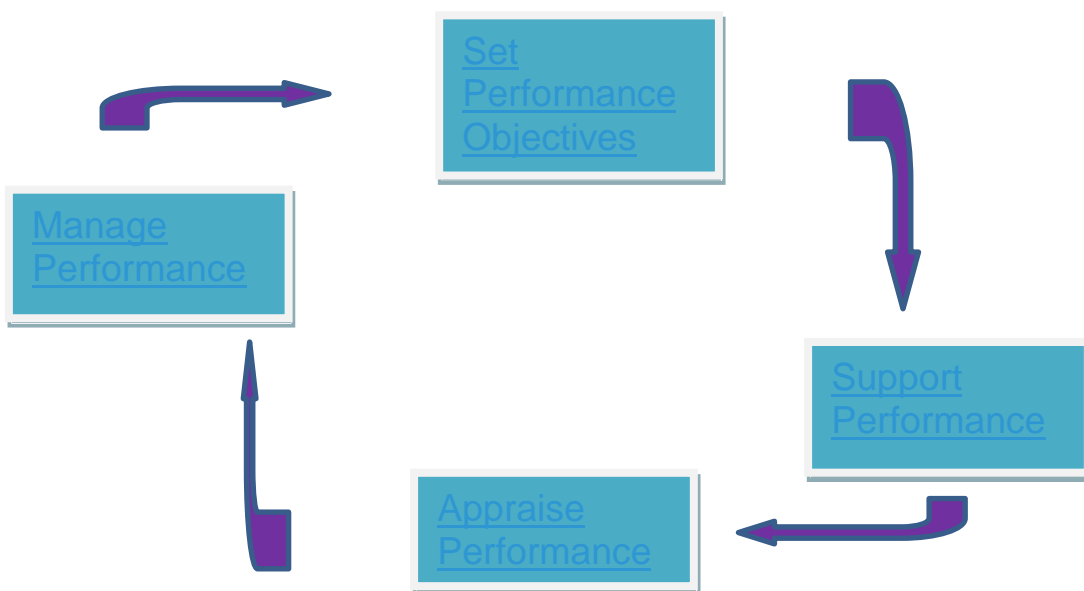 Set
Performance
Objectives
Manage
Performance
Support
Performance
Appraise
Performance